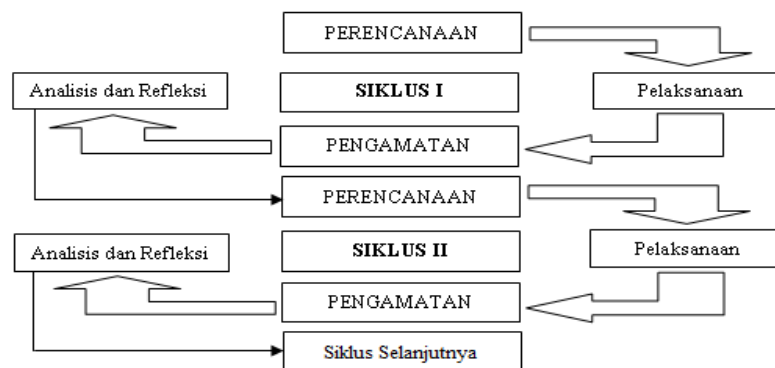 PERENCANAAN
Analisis dan Refleksi
SIKLUS I
Pelaksanaan
PENGAMATAN
PERENCANAAN
Analisis dan Refleksi
SIKLUS II
Pelaksanaan
PENGAMATAN
Siklus Selanjutnya